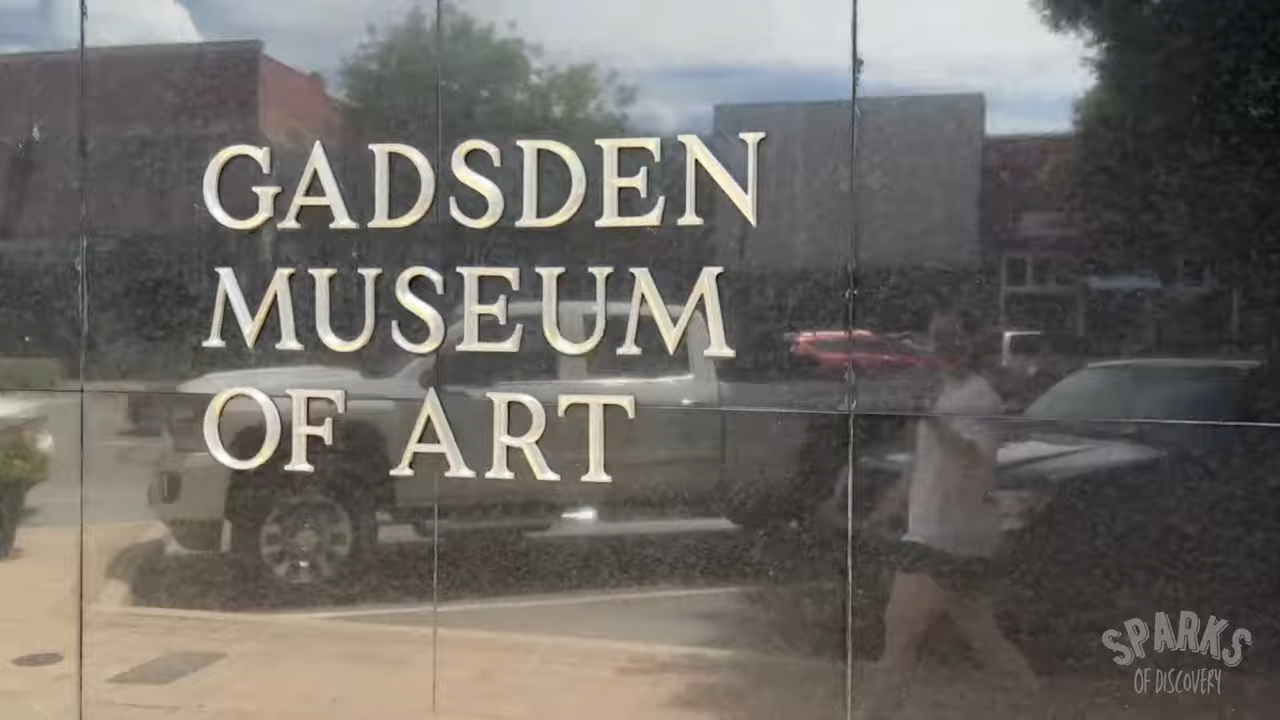 GADSDEN
MUSEUM
OF ART
SPARKS
OF DISCOVERY